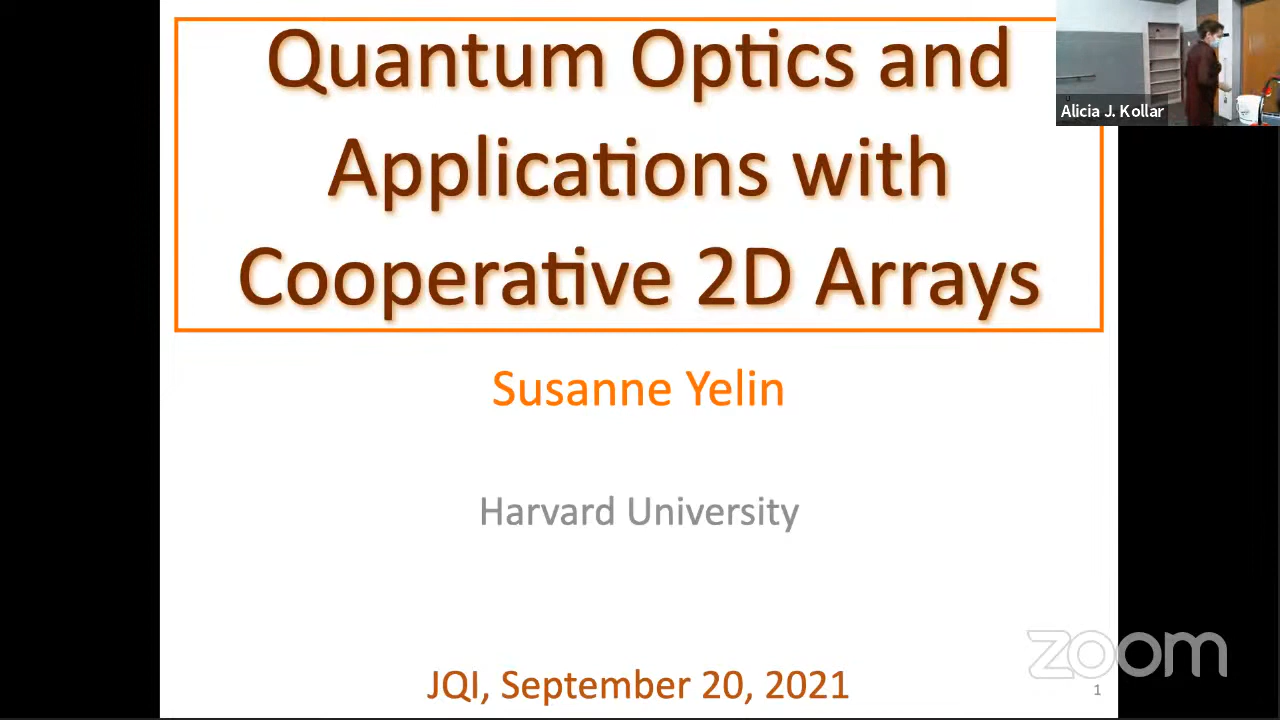 Quantum Optics and
Applications with
Cooperative 2D Arrays
Alicia J. Kollar
Susanne Yelin
Harvard University
JQI, September 20, 2021
zoom
1